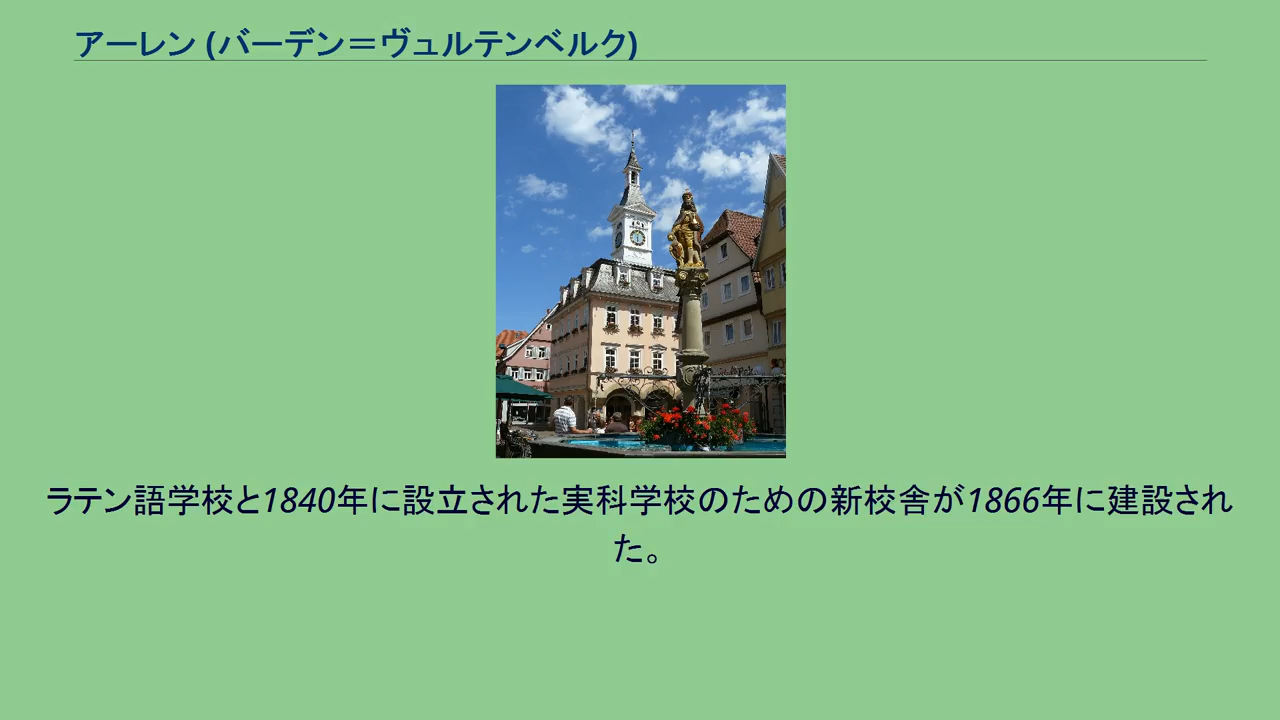 アーレン (バーデン＝ヴュルテンベルク)
ラテン語学校と1840年に設立された実科学校のための新校舎が1866年に建設され
た。